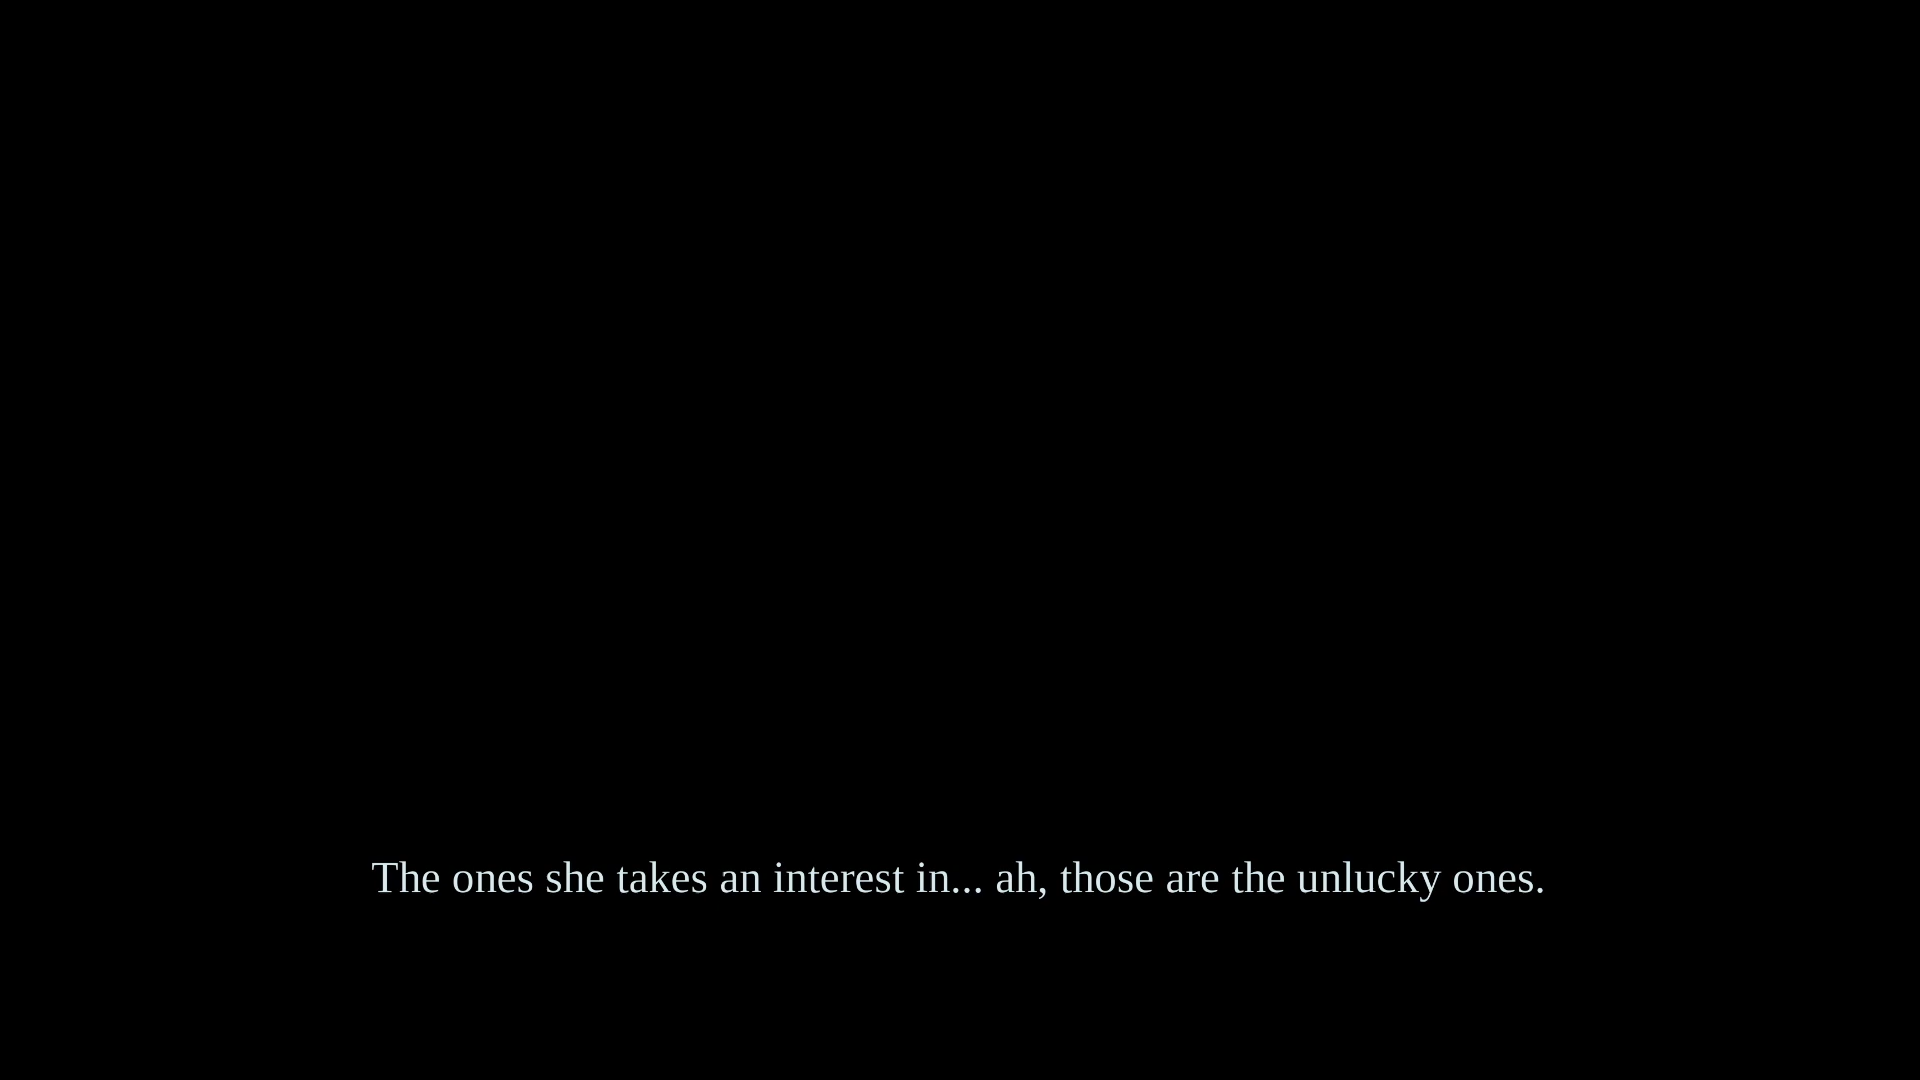 The ones she takes an interest in... ah, those are the unlucky ones.